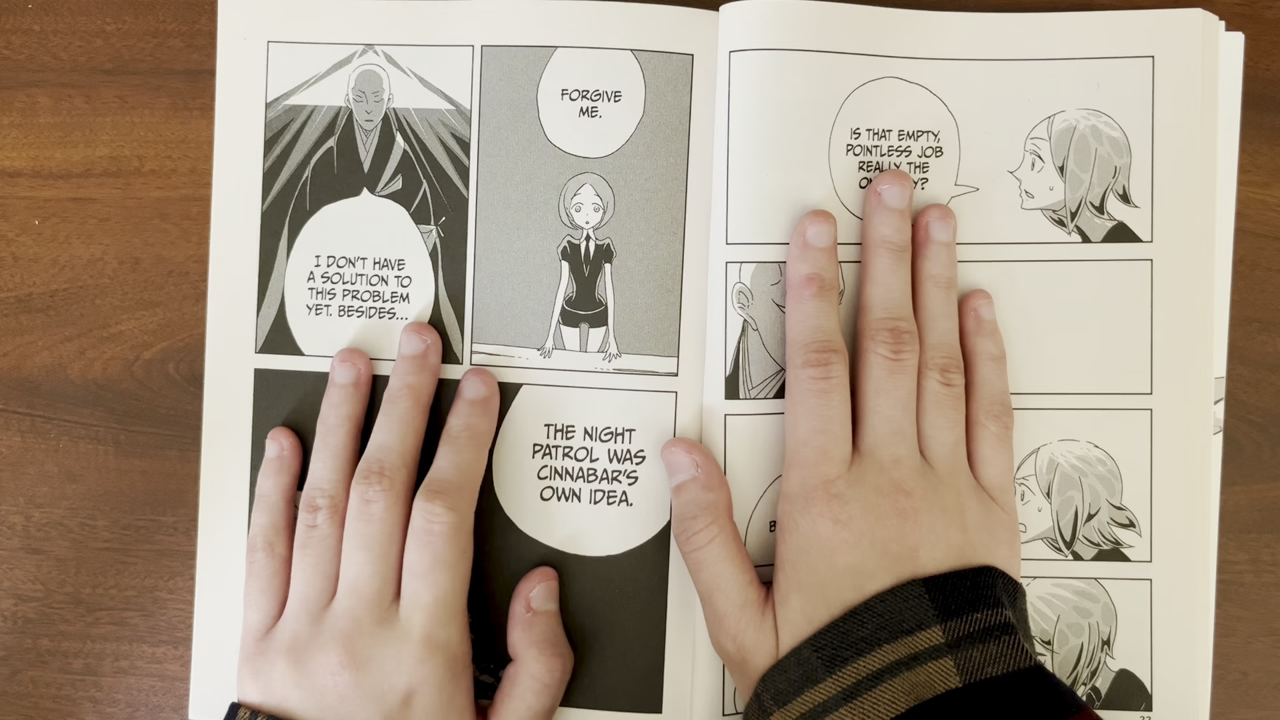 IS THAT EMPTY,
POINTLESS JOB
REALLY THE
FORGIVE
ME.
I DON'T HAVE
A SOLUTION TO
THIS PROBLEM
YET. BESIDES...
THE NIGHT
PATROL WAS
CINNABAR'S
OWN IDEA.